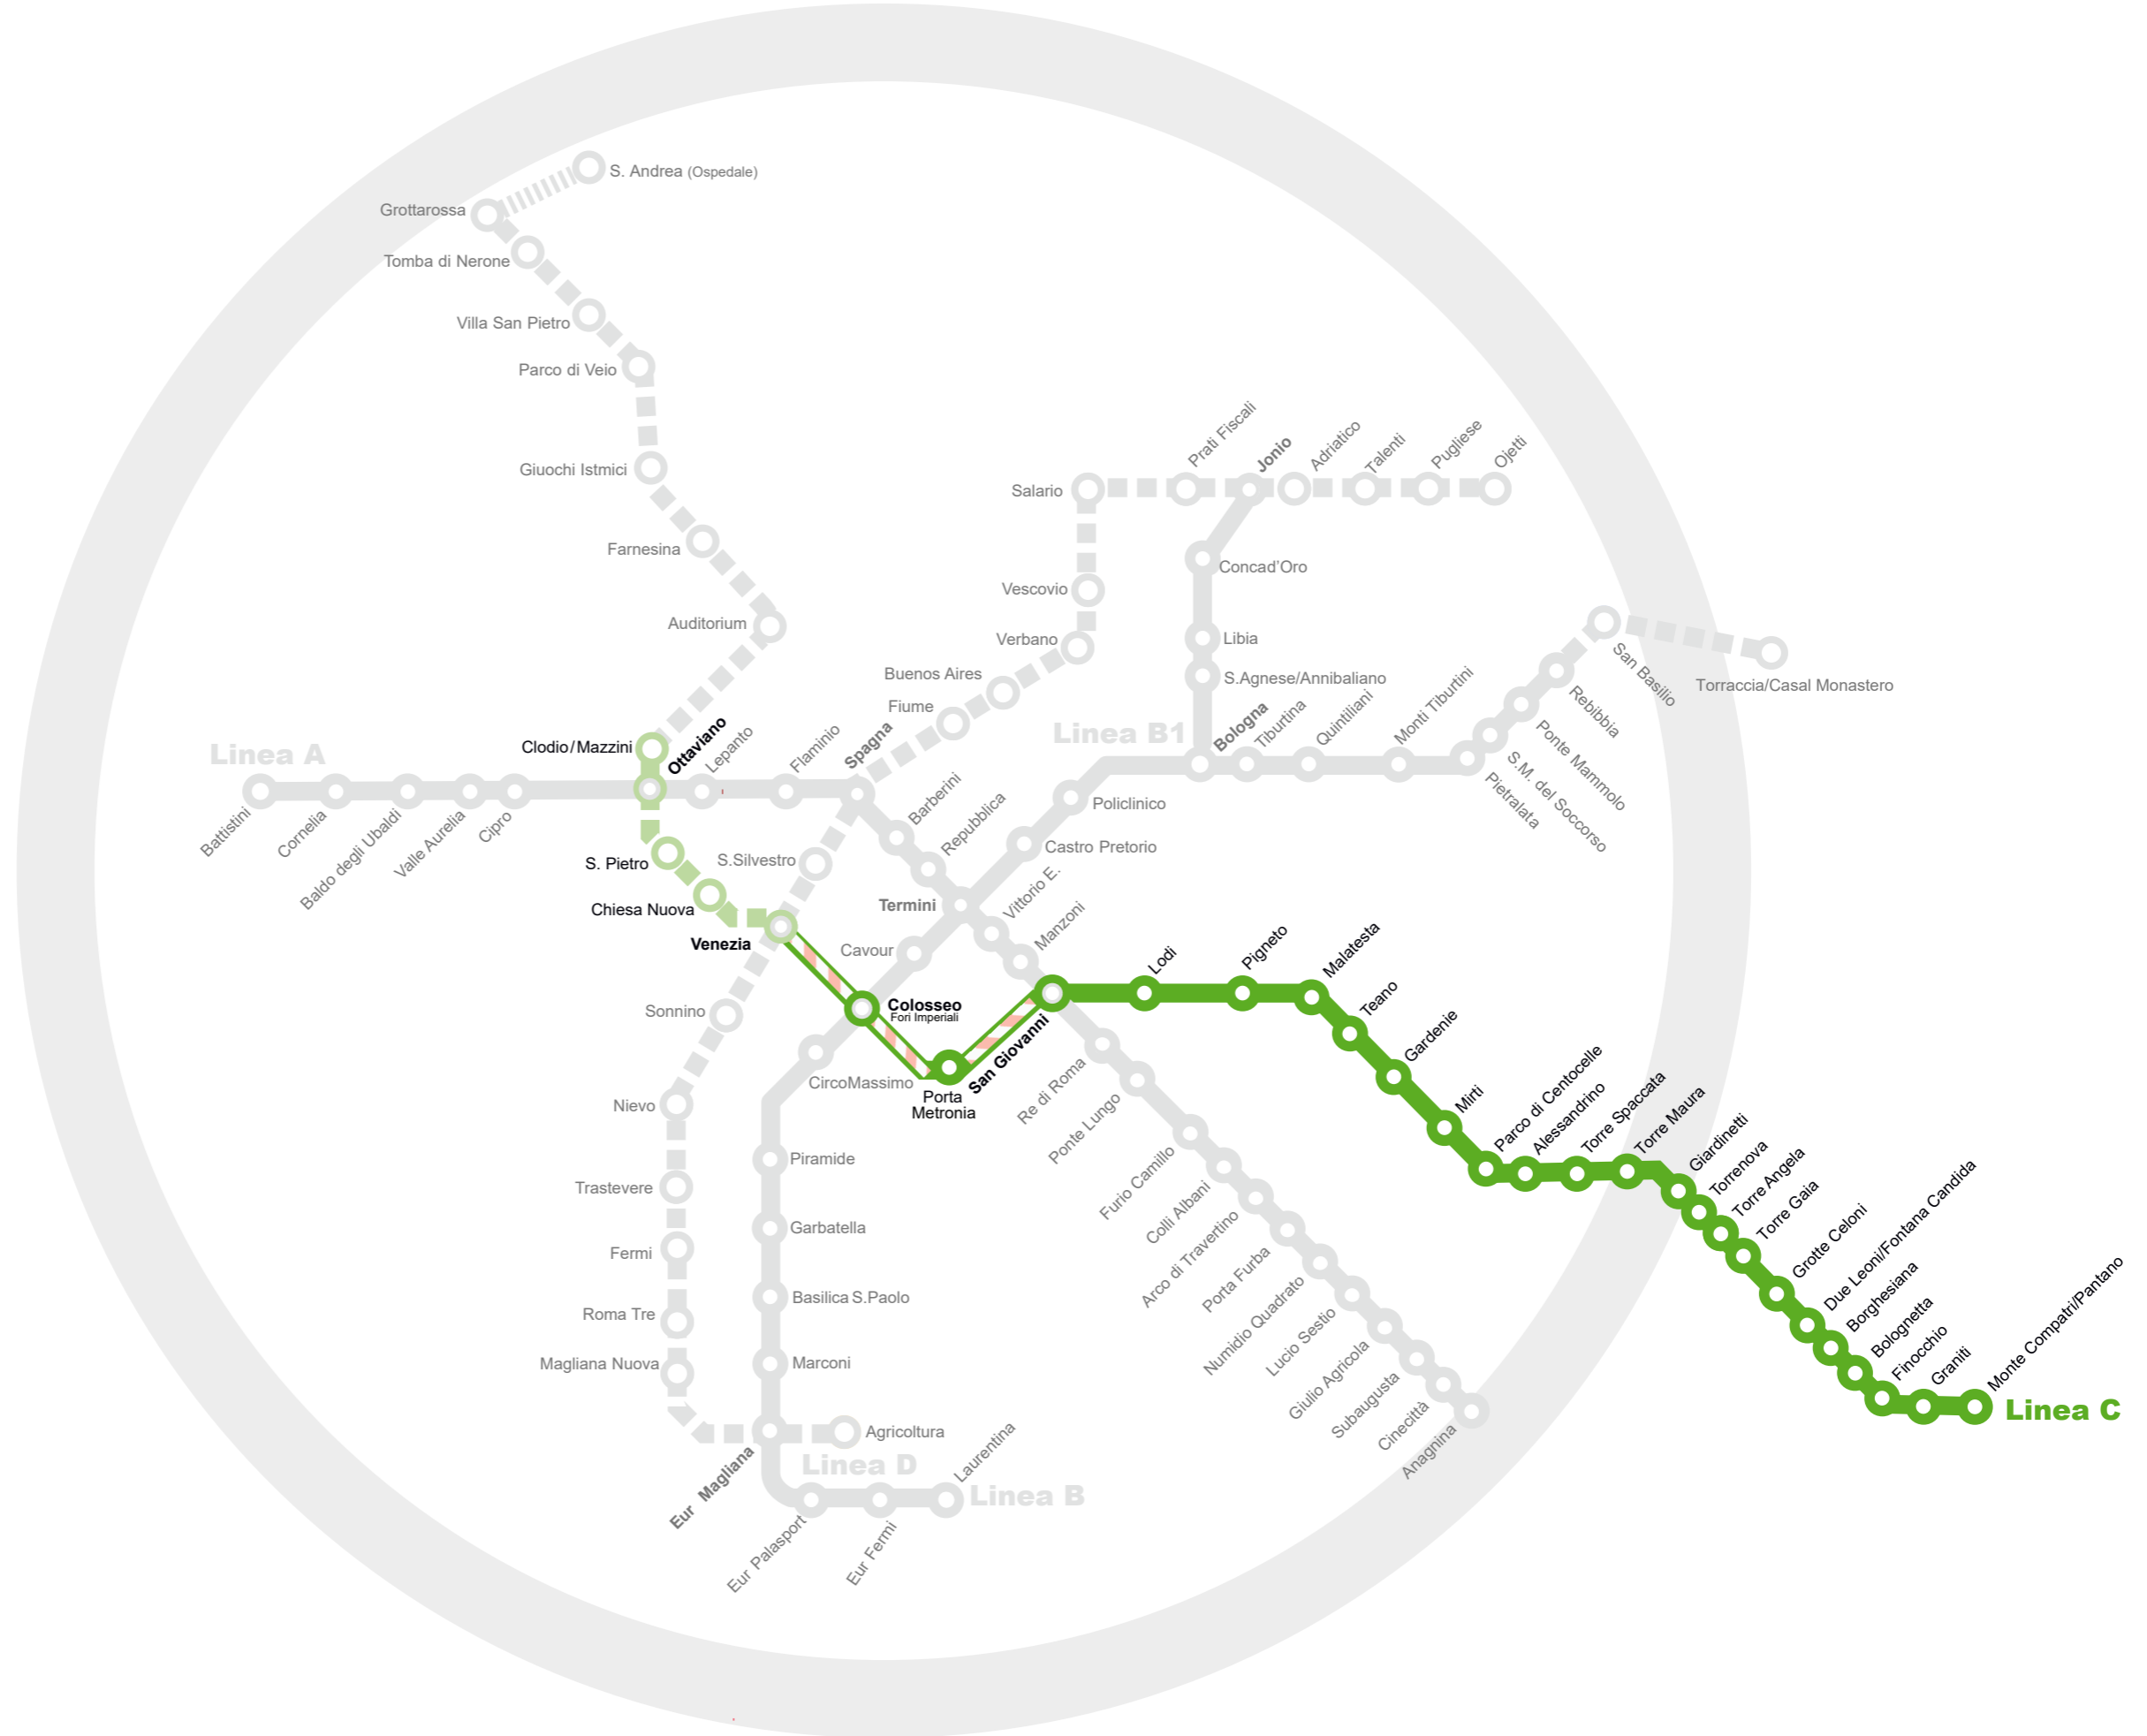 S. Andrea (Ospedale)
Grottarossa
Tomba di Nerone
Villa San Pietro
Parco di Veio
Giuochi Istmici
Farnesina
Auditorium
Salario
Prati Fiscali
Jonio
Adriatico
Talenti
Pugliese
Ojetti
Concad'Oro
Vescovio
Libia
Verbano
S.Agnese/Annibaliano
Buenos Aires
Fiume
San Basilio
Torraccia/Casal Monastero
Rebibbia
Ponte Mammolo
S.M. del Soccorso
Pietralata
Monti Tiburtini
Quintiliani
Tiburtina
Bologna
Linea B1
Linea A
Clodio/Mazzini
Ottaviano
Lepanto
Flaminio
Spagna
Barberini
Repubblica
Battistini
Cornelia
Baldo degli Ubaldi
Valle Aurelia
Cipro
Policlinico
Castro Pretorio
S. Pietro
S.Silvestro
Chiesa Nuova
Termini
Vittorio E.
Manzoni
Venezia
Cavour
Colosseo
Fori Imperiali
Sonnino
San Giovanni
Lodi
Pigneto
Malatesta
Teano
Gardenie
Mirti
Parco di Centocelle
Alessandrino
Torre Spaccata
Torre Maura
Giardinetti
Torrenova
Torre Angela
Torre Gaia
Grotte Celoni
Due Leoni/Fontana Candida
Borghesiana
Bolognetta
Finocchio
Graniti
Monte Compatri/Pantano
Linea C
CircoMassimo
Porta
Metronia
Re di Roma
Ponte Lungo
Furio Camillo
Colli Albani
Arco di Travertino
Porta Furba
Numidio Quadrato
Lucio Sestio
Giulio Agricola
Subaugusta
Cinecittà
Anagnina
Nievo
Piramide
Trastevere
Garbatella
Fermi
Basilica S.Paolo
Roma Tre
Marconi
Magliana Nuova
Agricoltura
Eur Magliana
Linea D
Laurentina
Linea B
Eur Palasport
Eur Fermi